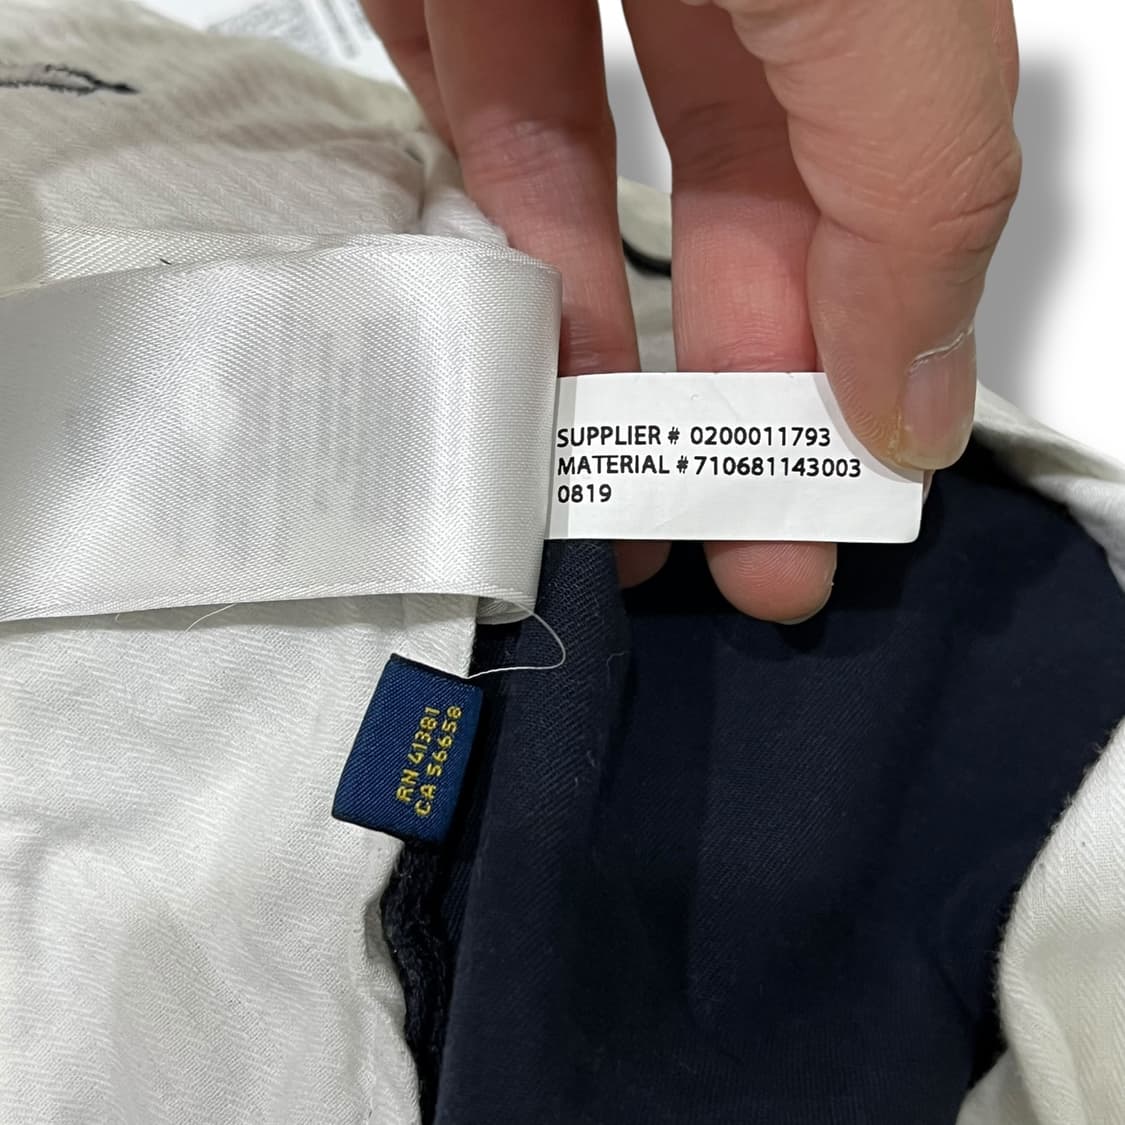 SUPPLIER # 0200011793
MATERIAL #710681143003
0819
RN 41381
CA 56658